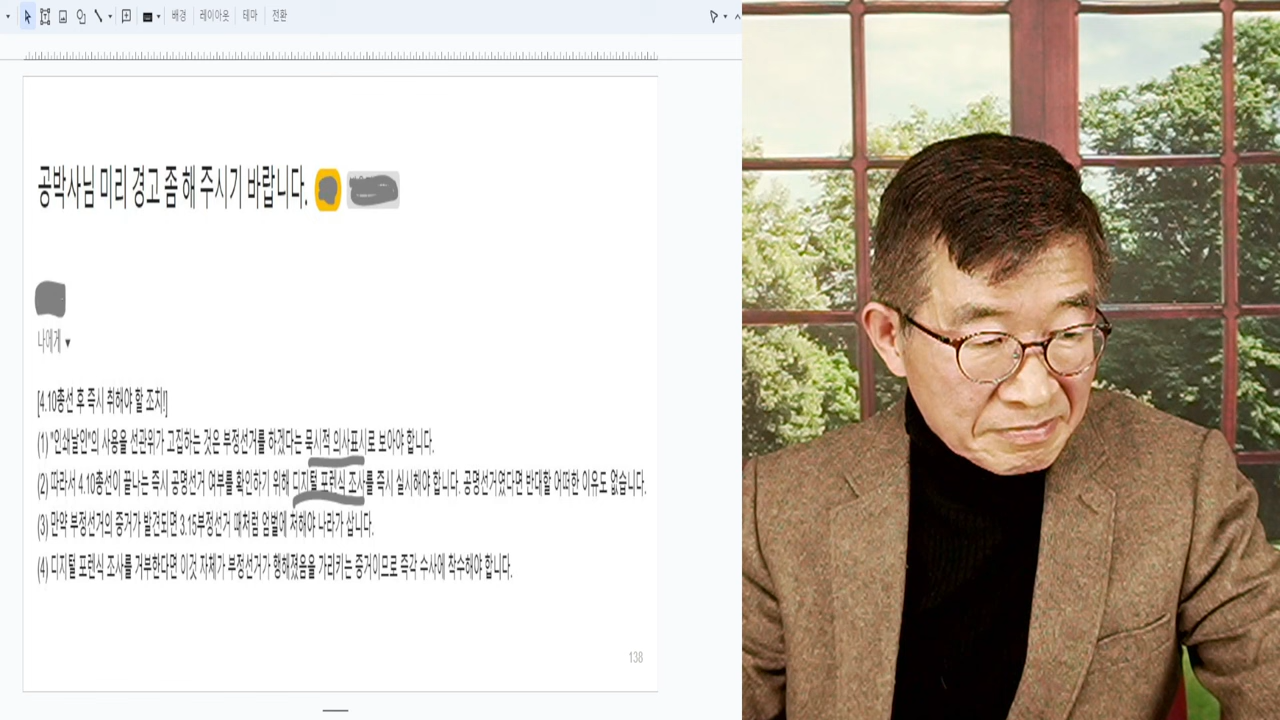 배경 레이아웃 테마 전환
공박사님 미리 경고 좀 해 주시기 바랍니다.
나에게
[4.10총선 후 즉시 취해야 할 조치!]
(1) "인쇄날인"의 사용을 선관위가 고집하는 것은 부정선거를 하겠다는 묵시적 의사표시로 보아야 합니다.
(2) 따라서 4.10총선이 끝나는 즉시 공명선거 여부를 확인하기 위해 디지털 포렌식 조사를 즉시 실시해야 합니다. 공명선거였다면 반대할 어떠한 이유도 없습니다.
(3) 만약 부정선거의 증거가 발견되면 3.15부정선거 때처럼 엄벌에 처해야 나라가 삽니다.
(4) 디지털 포렌식 조사를 거부한다면 이것 자체가 부정선거가 행해졌음을 가리키는 증거이므로 즉각 수사에 착수해야 합니다.
138